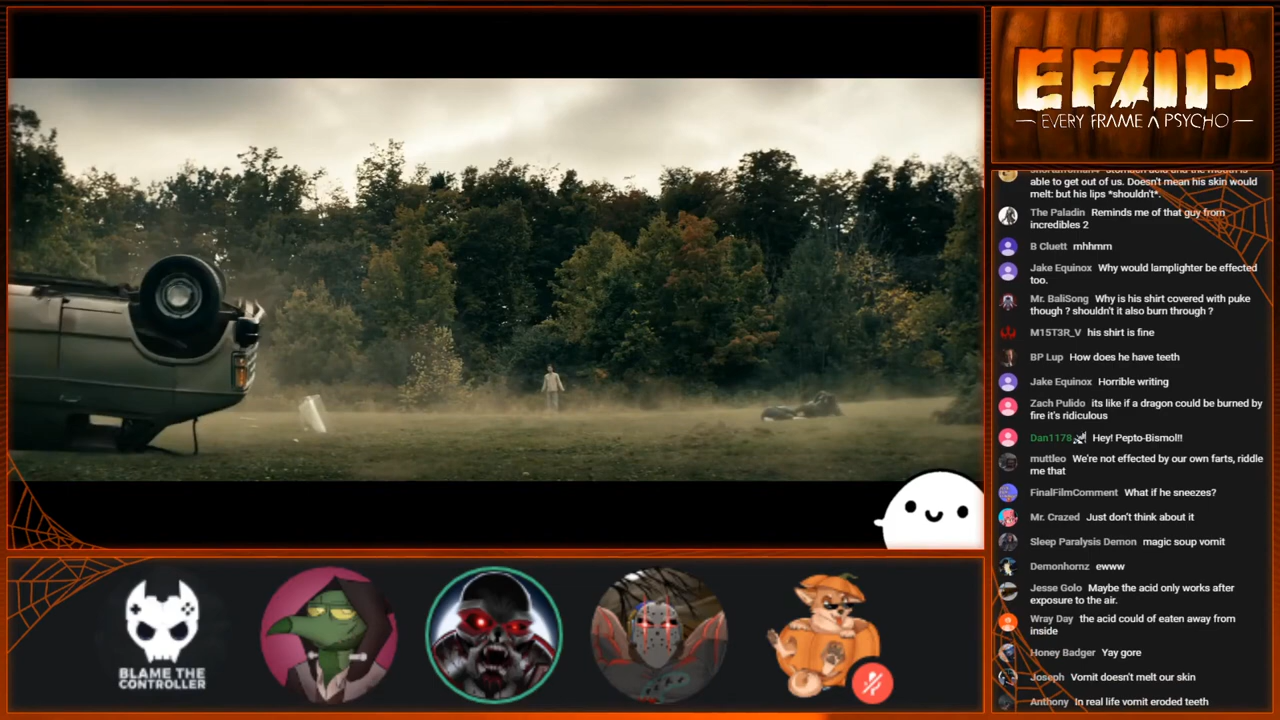 EFAP
EVERY FRAME A PSYCHO
able to get out of us. Doesn't mean his skin would
melt: but his lips *shouldn't*.
The Paladin Reminds me of that guy from
incredibles 2
B Cluett mhhmm
Jake Equinox Why would lamplighter be effected
too.
Mr. BaliSong Why is his shirt covered with puke
though ? shouldn't it also burn through ?
M15T3R_V his shirt is fine
BP Lup How does he have teeth
Jake Equinox Horrible writing
Zach Pulido its like if a dragon could be burned by
fire it's ridiculous
Dan1178 Hey! Pepto-Bismol!!
muttleo We're not effected by our own farts, riddle
me that
FinalFilmComment What if he sneezes?
Mr. Crazed Just don't think about it
Sleep Paralysis Demon magic soup vomit
Demonhornz ewww
Jesse Golo Maybe the acid only works after
exposure to the air.
Wray Day the acid could of eaten away from
inside
Honey Badger Yay gore
Joseph Vomit doesn't melt our skin
Anthony In real life vomit eroded teeth
BLAME THE
CONTROLLER